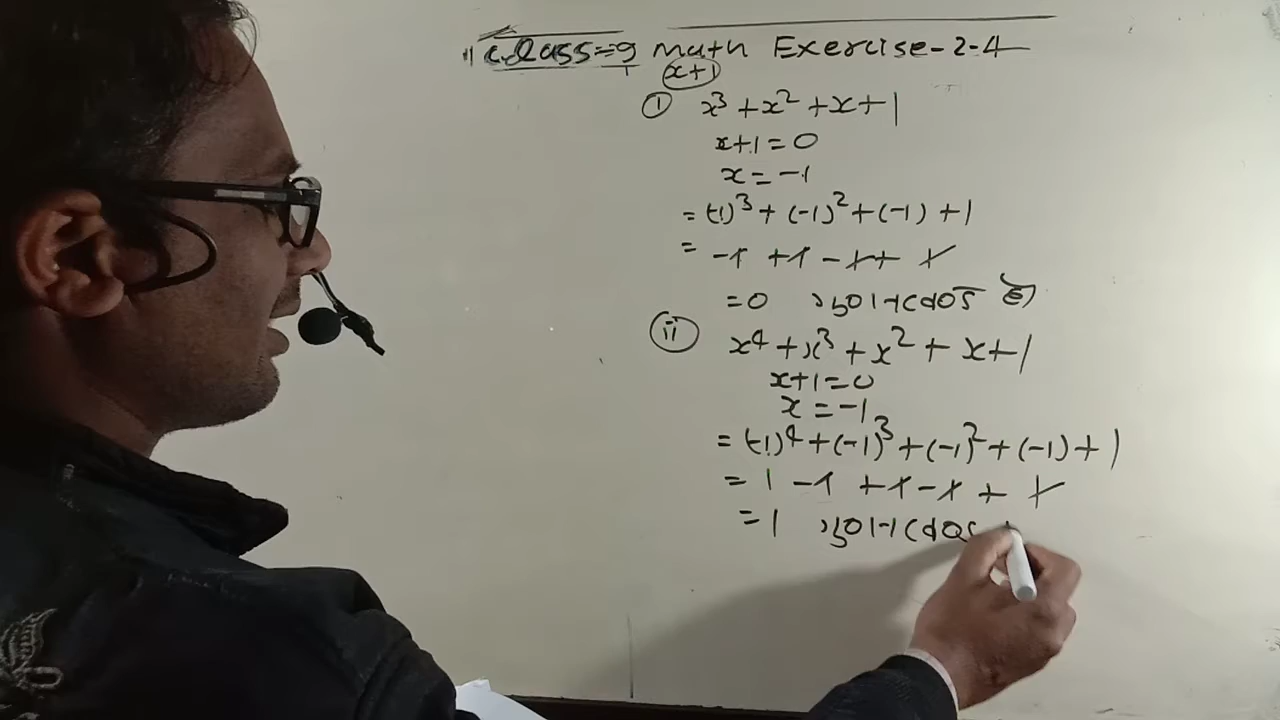 Class=9 Math Exercise-2.4
x+1
(i) x³+x²+x+1
x+1=0
x=-1
=(-1)³+(-1)²+(-1)+1
= -1 +1 -1+ 1
=0 गुणनखंड है
(ii) x⁴+x³+x²+x+1
x+1=0
x=-1
=(-1)⁴+(-1)³+(-1)²+(-1)+1
= 1 -1 +1-1 + 1
=1 गुणनखंड